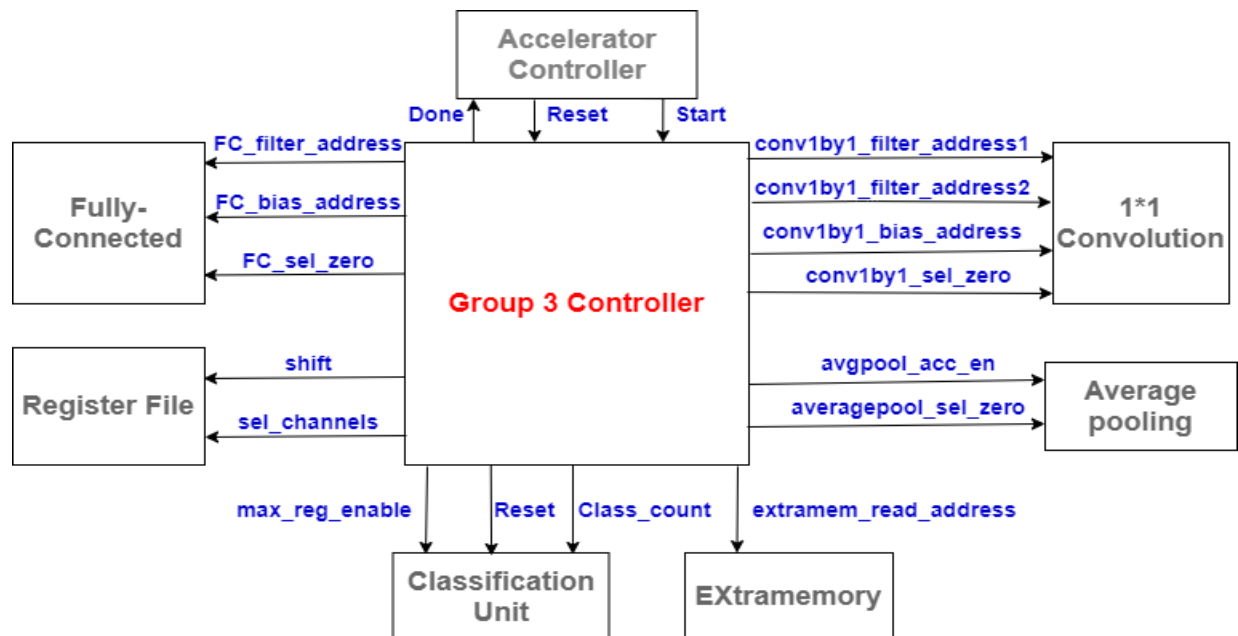 Accelerator
Controller
Done
Reset
Start
FC_filter_address
FC_bias_address
FC_sel_zero
Fully-
Connected
Group 3 Controller
conv1by1_filter_address1
conv1by1_filter_address2
conv1by1_bias_address
conv1by1_sel_zero
1*1
Convolution
shift
sel_channels
Register File
avgpool_acc_en
averagepool_sel_zero
Average
pooling
max_reg_enable
Reset
Class_count
extramem_read_address
Classification
Unit
EXtramemory